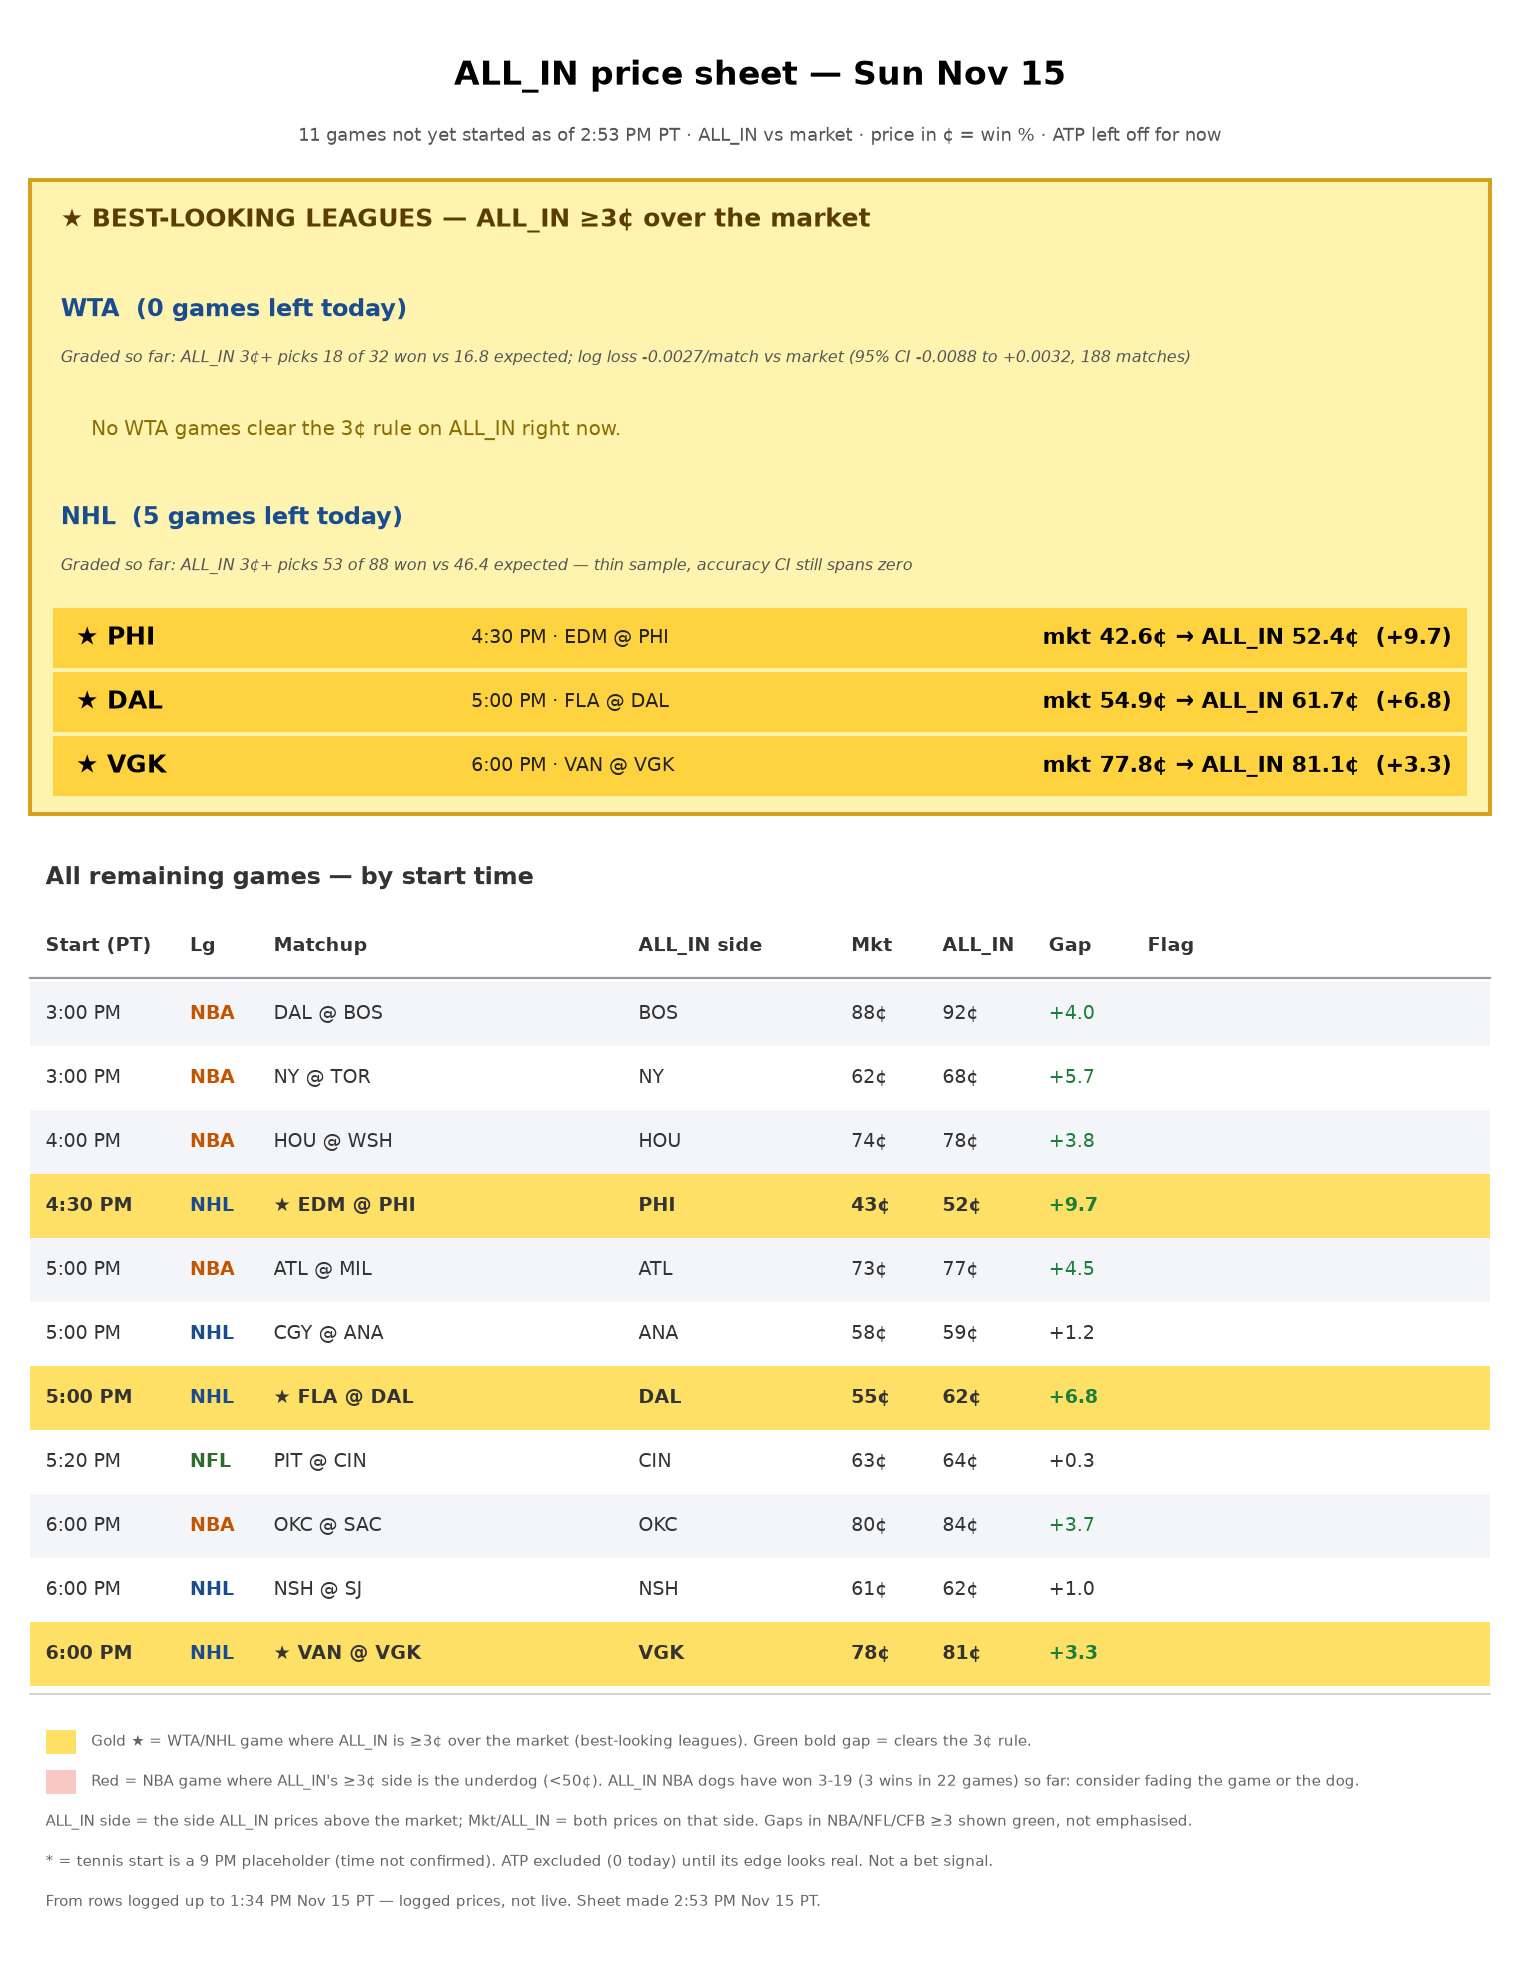 ALL_IN price sheet — Sun Nov 15
11 games not yet started as of 2:53 PM PT · ALL_IN vs market · price in ¢ = win % · ATP left off for now
★ BEST-LOOKING LEAGUES — ALL_IN ≥3¢ over the market
WTA (0 games left today)
Graded so far: ALL_IN 3¢+ picks 18 of 32 won vs 16.8 expected; log loss -0.0027/match vs market (95% CI -0.0088 to +0.0032, 188 matches)
No WTA games clear the 3¢ rule on ALL_IN right now.
NHL (5 games left today)
Graded so far: ALL_IN 3¢+ picks 53 of 88 won vs 46.4 expected — thin sample, accuracy CI still spans zero
★ PHI 4:30 PM · EDM @ PHI mkt 42.6¢ → ALL_IN 52.4¢ (+9.7)
★ DAL 5:00 PM · FLA @ DAL mkt 54.9¢ → ALL_IN 61.7¢ (+6.8)
★ VGK 6:00 PM · VAN @ VGK mkt 77.8¢ → ALL_IN 81.1¢ (+3.3)
All remaining games — by start time
Start (PT) Lg Matchup ALL_IN side Mkt ALL_IN Gap Flag
3:00 PM NBA DAL @ BOS BOS 88¢ 92¢ +4.0
3:00 PM NBA NY @ TOR NY 62¢ 68¢ +5.7
4:00 PM NBA HOU @ WSH HOU 74¢ 78¢ +3.8
4:30 PM NHL ★ EDM @ PHI PHI 43¢ 52¢ +9.7
5:00 PM NBA ATL @ MIL ATL 73¢ 77¢ +4.5
5:00 PM NHL CGY @ ANA ANA 58¢ 59¢ +1.2
5:00 PM NHL ★ FLA @ DAL DAL 55¢ 62¢ +6.8
5:20 PM NFL PIT @ CIN CIN 63¢ 64¢ +0.3
6:00 PM NBA OKC @ SAC OKC 80¢ 84¢ +3.7
6:00 PM NHL NSH @ SJ NSH 61¢ 62¢ +1.0
6:00 PM NHL ★ VAN @ VGK VGK 78¢ 81¢ +3.3
Gold ★ = WTA/NHL game where ALL_IN is ≥3¢ over the market (best-looking leagues). Green bold gap = clears the 3¢ rule.
Red = NBA game where ALL_IN's ≥3¢ side is the underdog (<50¢). ALL_IN NBA dogs have won 3-19 (3 wins in 22 games) so far: consider fading the game or the dog.
ALL_IN side = the side ALL_IN prices above the market; Mkt/ALL_IN = both prices on that side. Gaps in NBA/NFL/CFB ≥3 shown green, not emphasised.
* = tennis start is a 9 PM placeholder (time not confirmed). ATP excluded (0 today) until its edge looks real. Not a bet signal.
From rows logged up to 1:34 PM Nov 15 PT — logged prices, not live. Sheet made 2:53 PM Nov 15 PT.